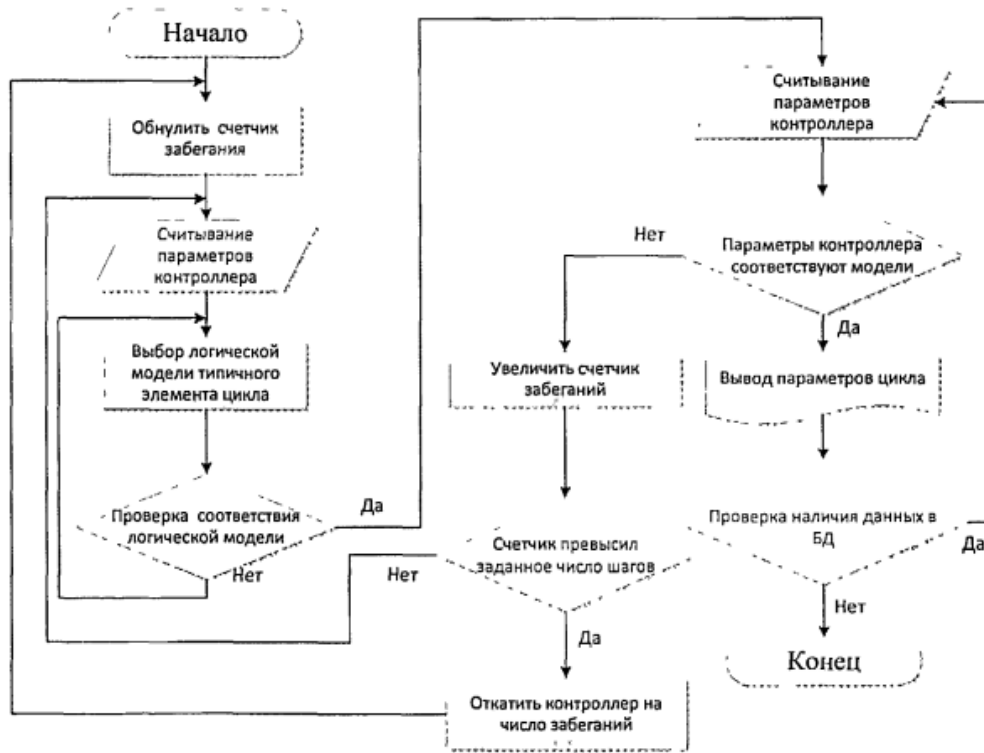 Начало
Обнулить счетчик
забегания
Считывание
параметров
контроллера
Выбор логической
модели типичного
элемента цикла
Проверка соответствия
логической модели
Да
Нет
Считывание
параметров
контроллера
Параметры контроллера
соответствуют модели
Нет
Да
Увеличить счетчик
забеганий
Вывод параметров цикла
Счетчик превысил
заданное число шагов
Нет
Да
Проверка наличия данных в
БД
Да
Нет
Откатить контроллер на
число забеганий
Конец